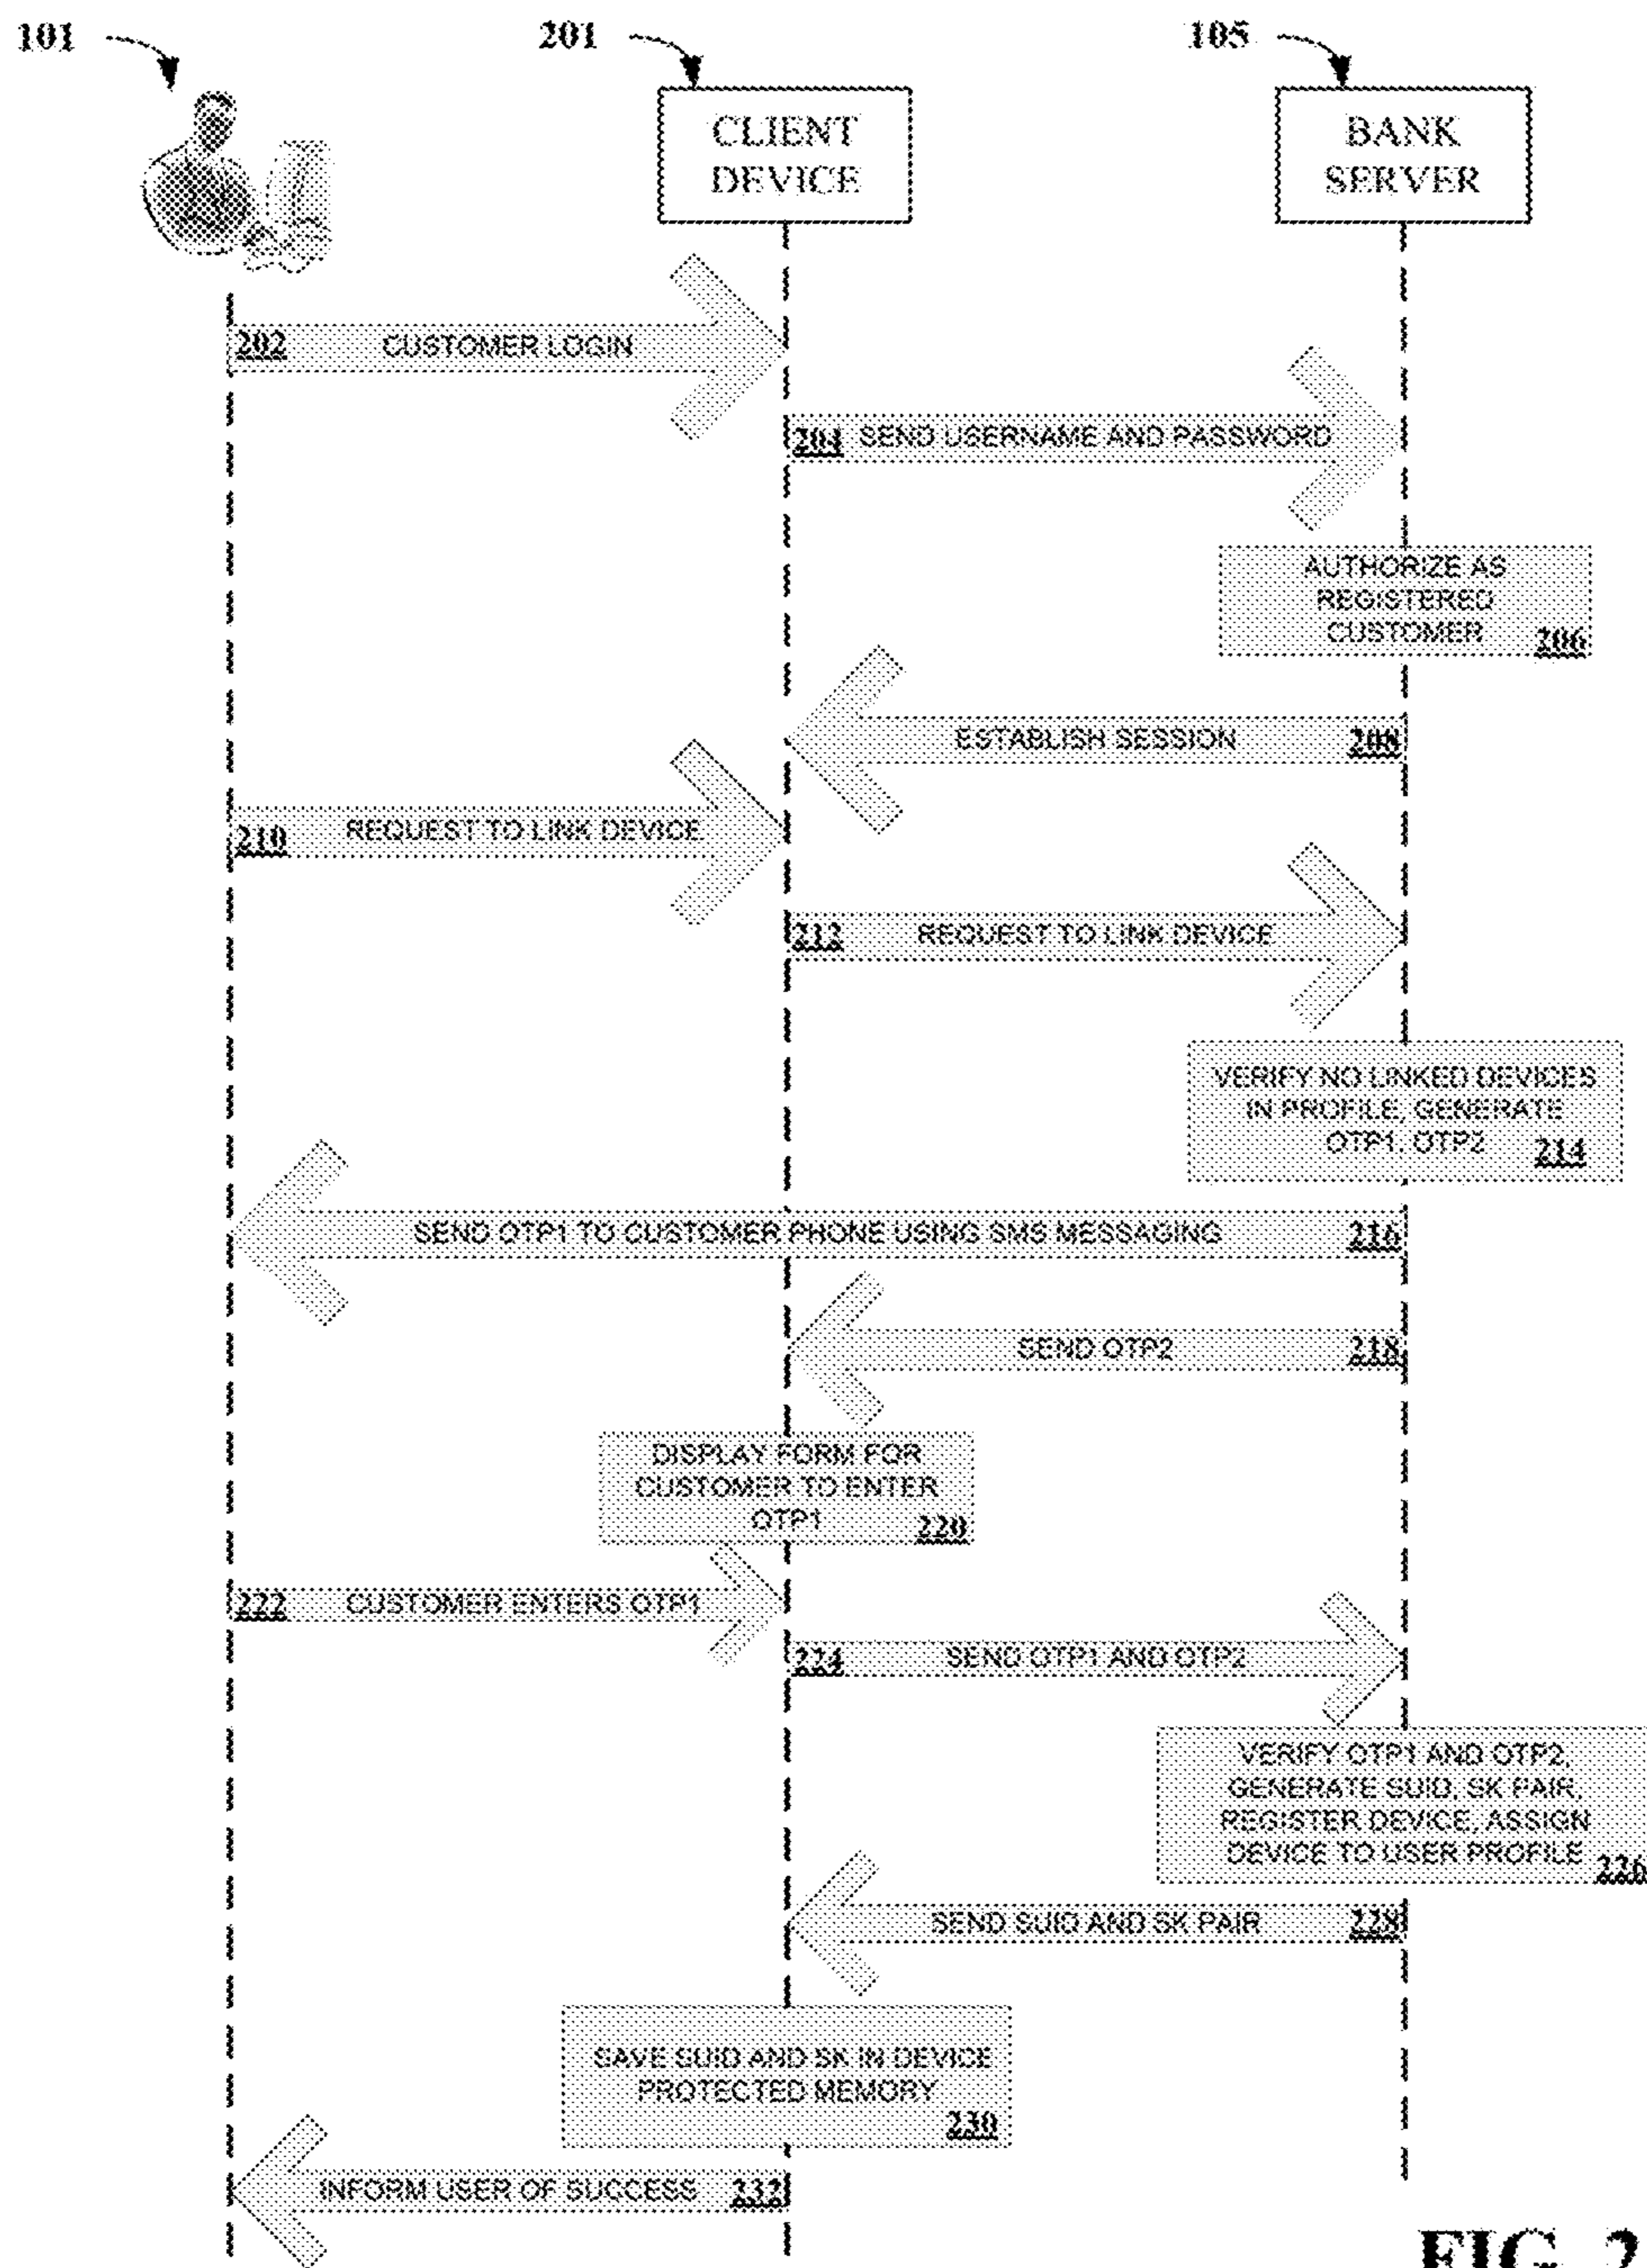 101
201
105
CLIENT
DEVICE
BANK
SERVER
202 CUSTOMER LOGIN
204 SEND USERNAME AND PASSWORD
AUTHORIZE AS
REGISTERED
CUSTOMER 206
ESTABLISH SESSION 208
210 REQUEST TO LINK DEVICE
212 REQUEST TO LINK DEVICE
VERIFY NO LINKED DEVICES
IN PROFILE, GENERATE
OTP1, OTP2 214
SEND OTP1 TO CUSTOMER PHONE USING SMS MESSAGING 216
SEND OTP2 218
DISPLAY FORM FOR
CUSTOMER TO ENTER
OTP1 220
222 CUSTOMER ENTERS OTP1
224 SEND OTP1 AND OTP2
VERIFY OTP1 AND OTP2,
GENERATE SUID, SK PAIR,
REGISTER DEVICE, ASSIGN
DEVICE TO USER PROFILE 226
SEND SUID AND SK PAIR 228
SAVE SUID AND SK IN DEVICE
PROTECTED MEMORY
230
INFORM USER OF SUCCESS 232
FIG. 2